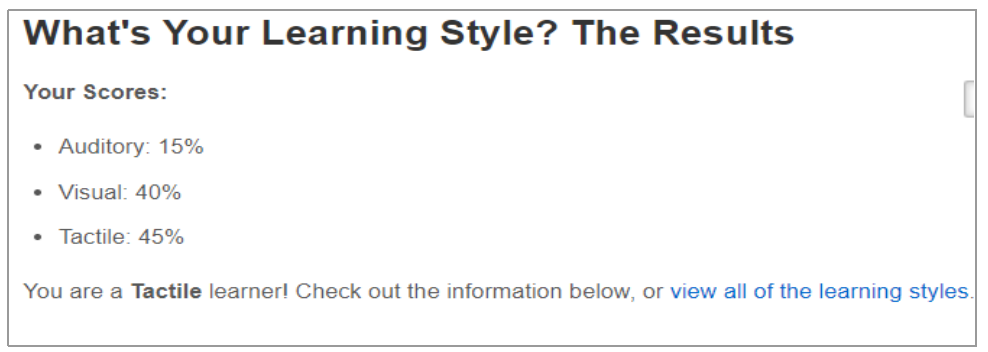 What's Your Learning Style? The Results
Your Scores:
• Auditory: 15%
• Visual: 40%
• Tactile: 45%
You are a Tactile learner! Check out the information below, or view all of the learning styles.